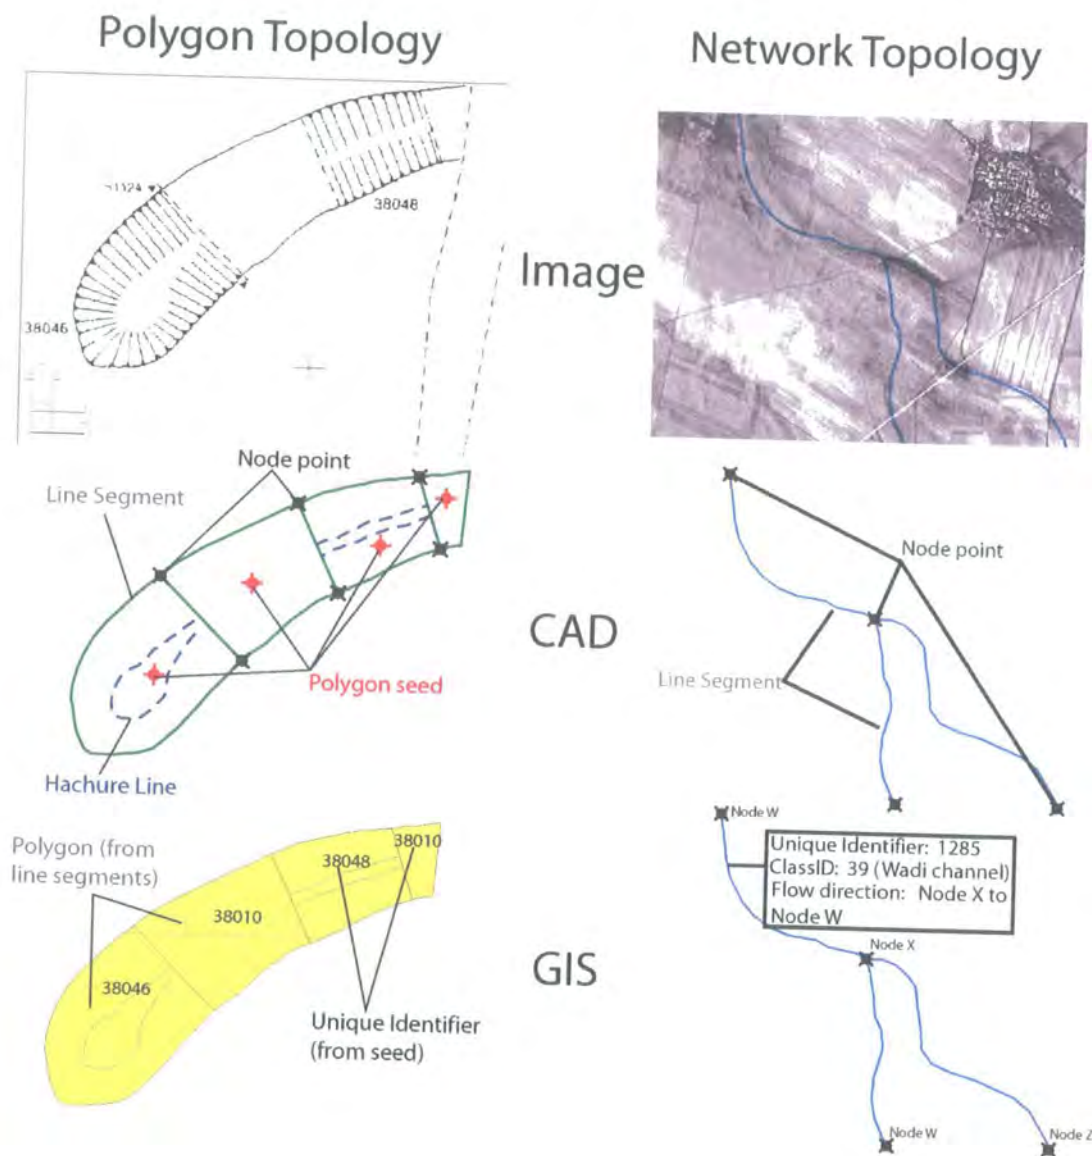 Polygon Topology
Network Topology
38048
38046
Image
Node point
Line Segment
Polygon seed
Hachure Line
CAD
Node point
Line Segment
Polygon (from
line segments)
38010
38048
38010
38046
Unique Identifier
(from seed)
GIS
Node W
Unique Identifier: 1285
ClassID: 39 (Wadi channel)
Flow direction: Node X to
Node W
Node X
Node W
Node Z